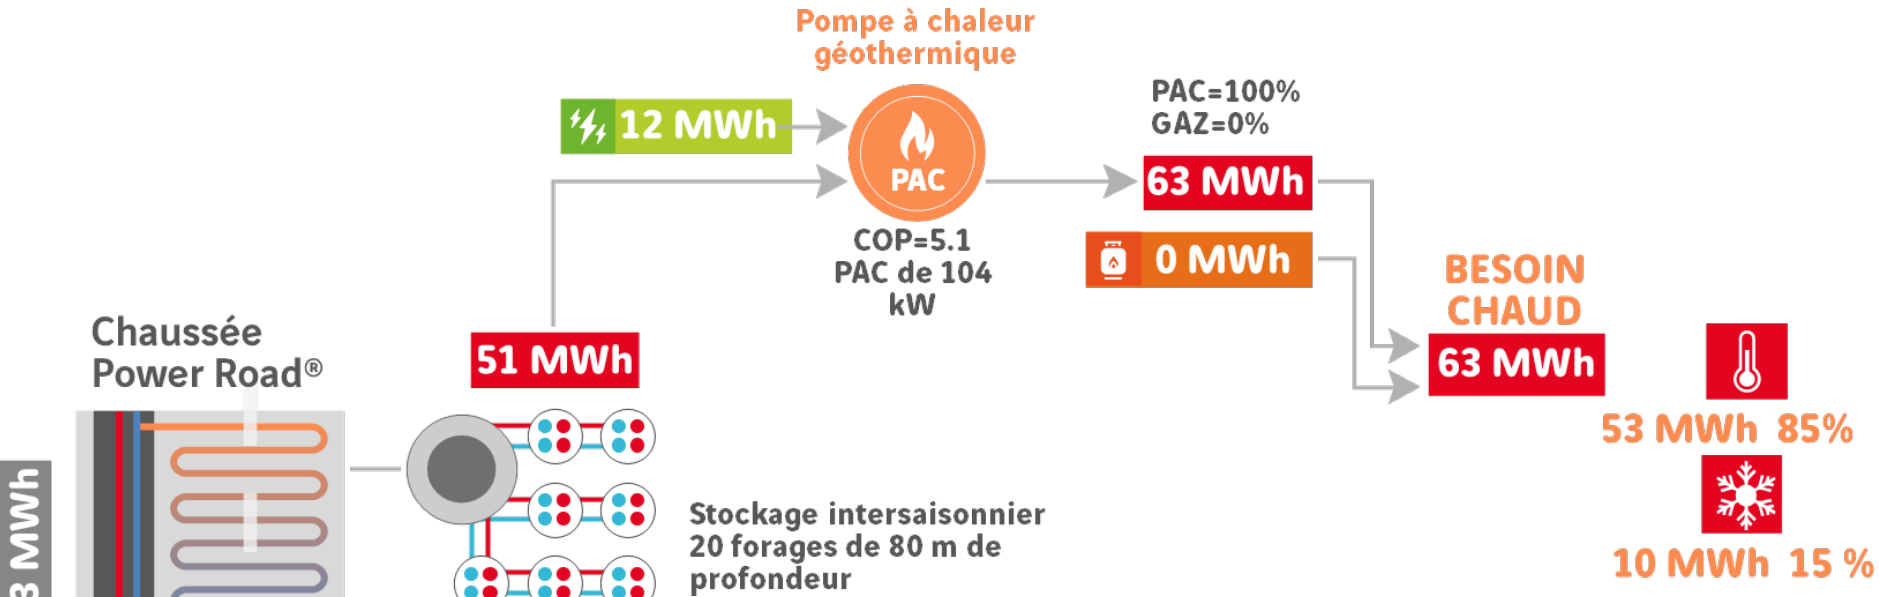 Pompe à chaleur
géothermique
12 MWh
PAC
COP=5.1
PAC de 104
kW
PAC=100%
GAZ=0%
63 MWh
0 MWh
BESOIN
CHAUD
63 MWh
53 MWh 85%
10 MWh 15 %
51 MWh
Chaussée
Power Road®
Stockage intersaisonnier
20 forages de 80 m de
profondeur
MWh